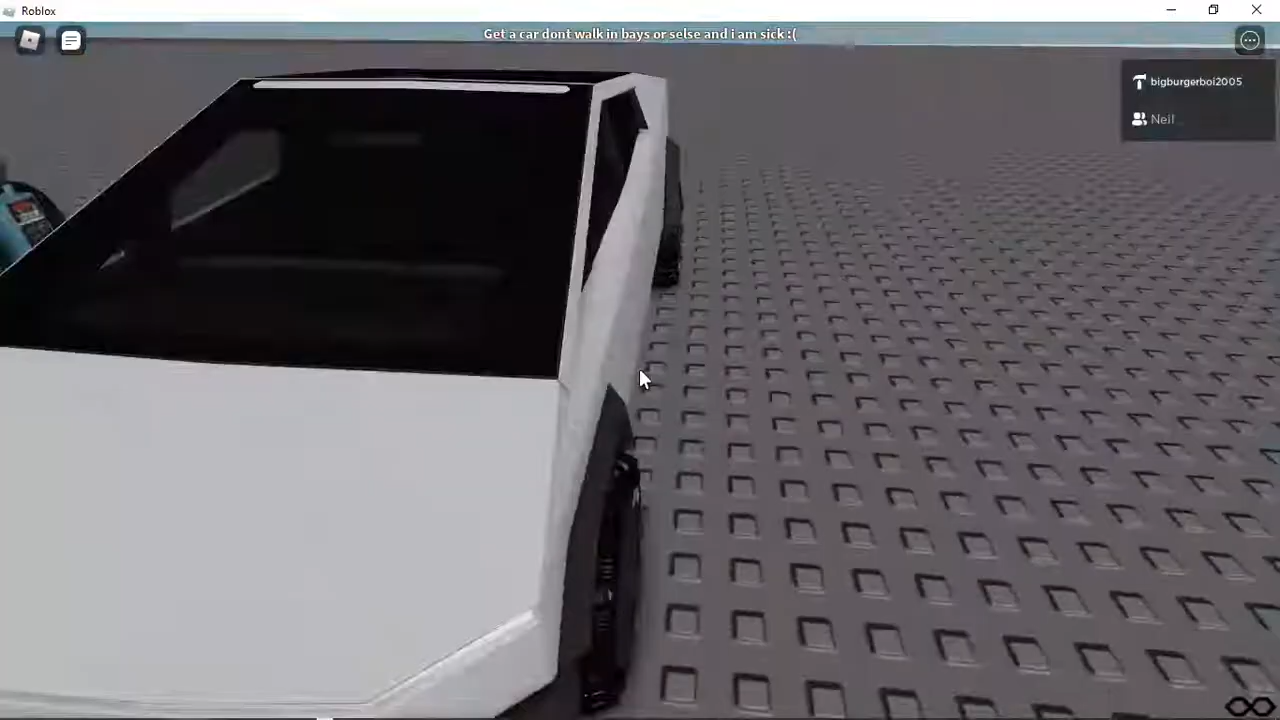 Roblox
Get a car dont walk in bays or selse and i am sick :(
bigburgerboi2005
Neil